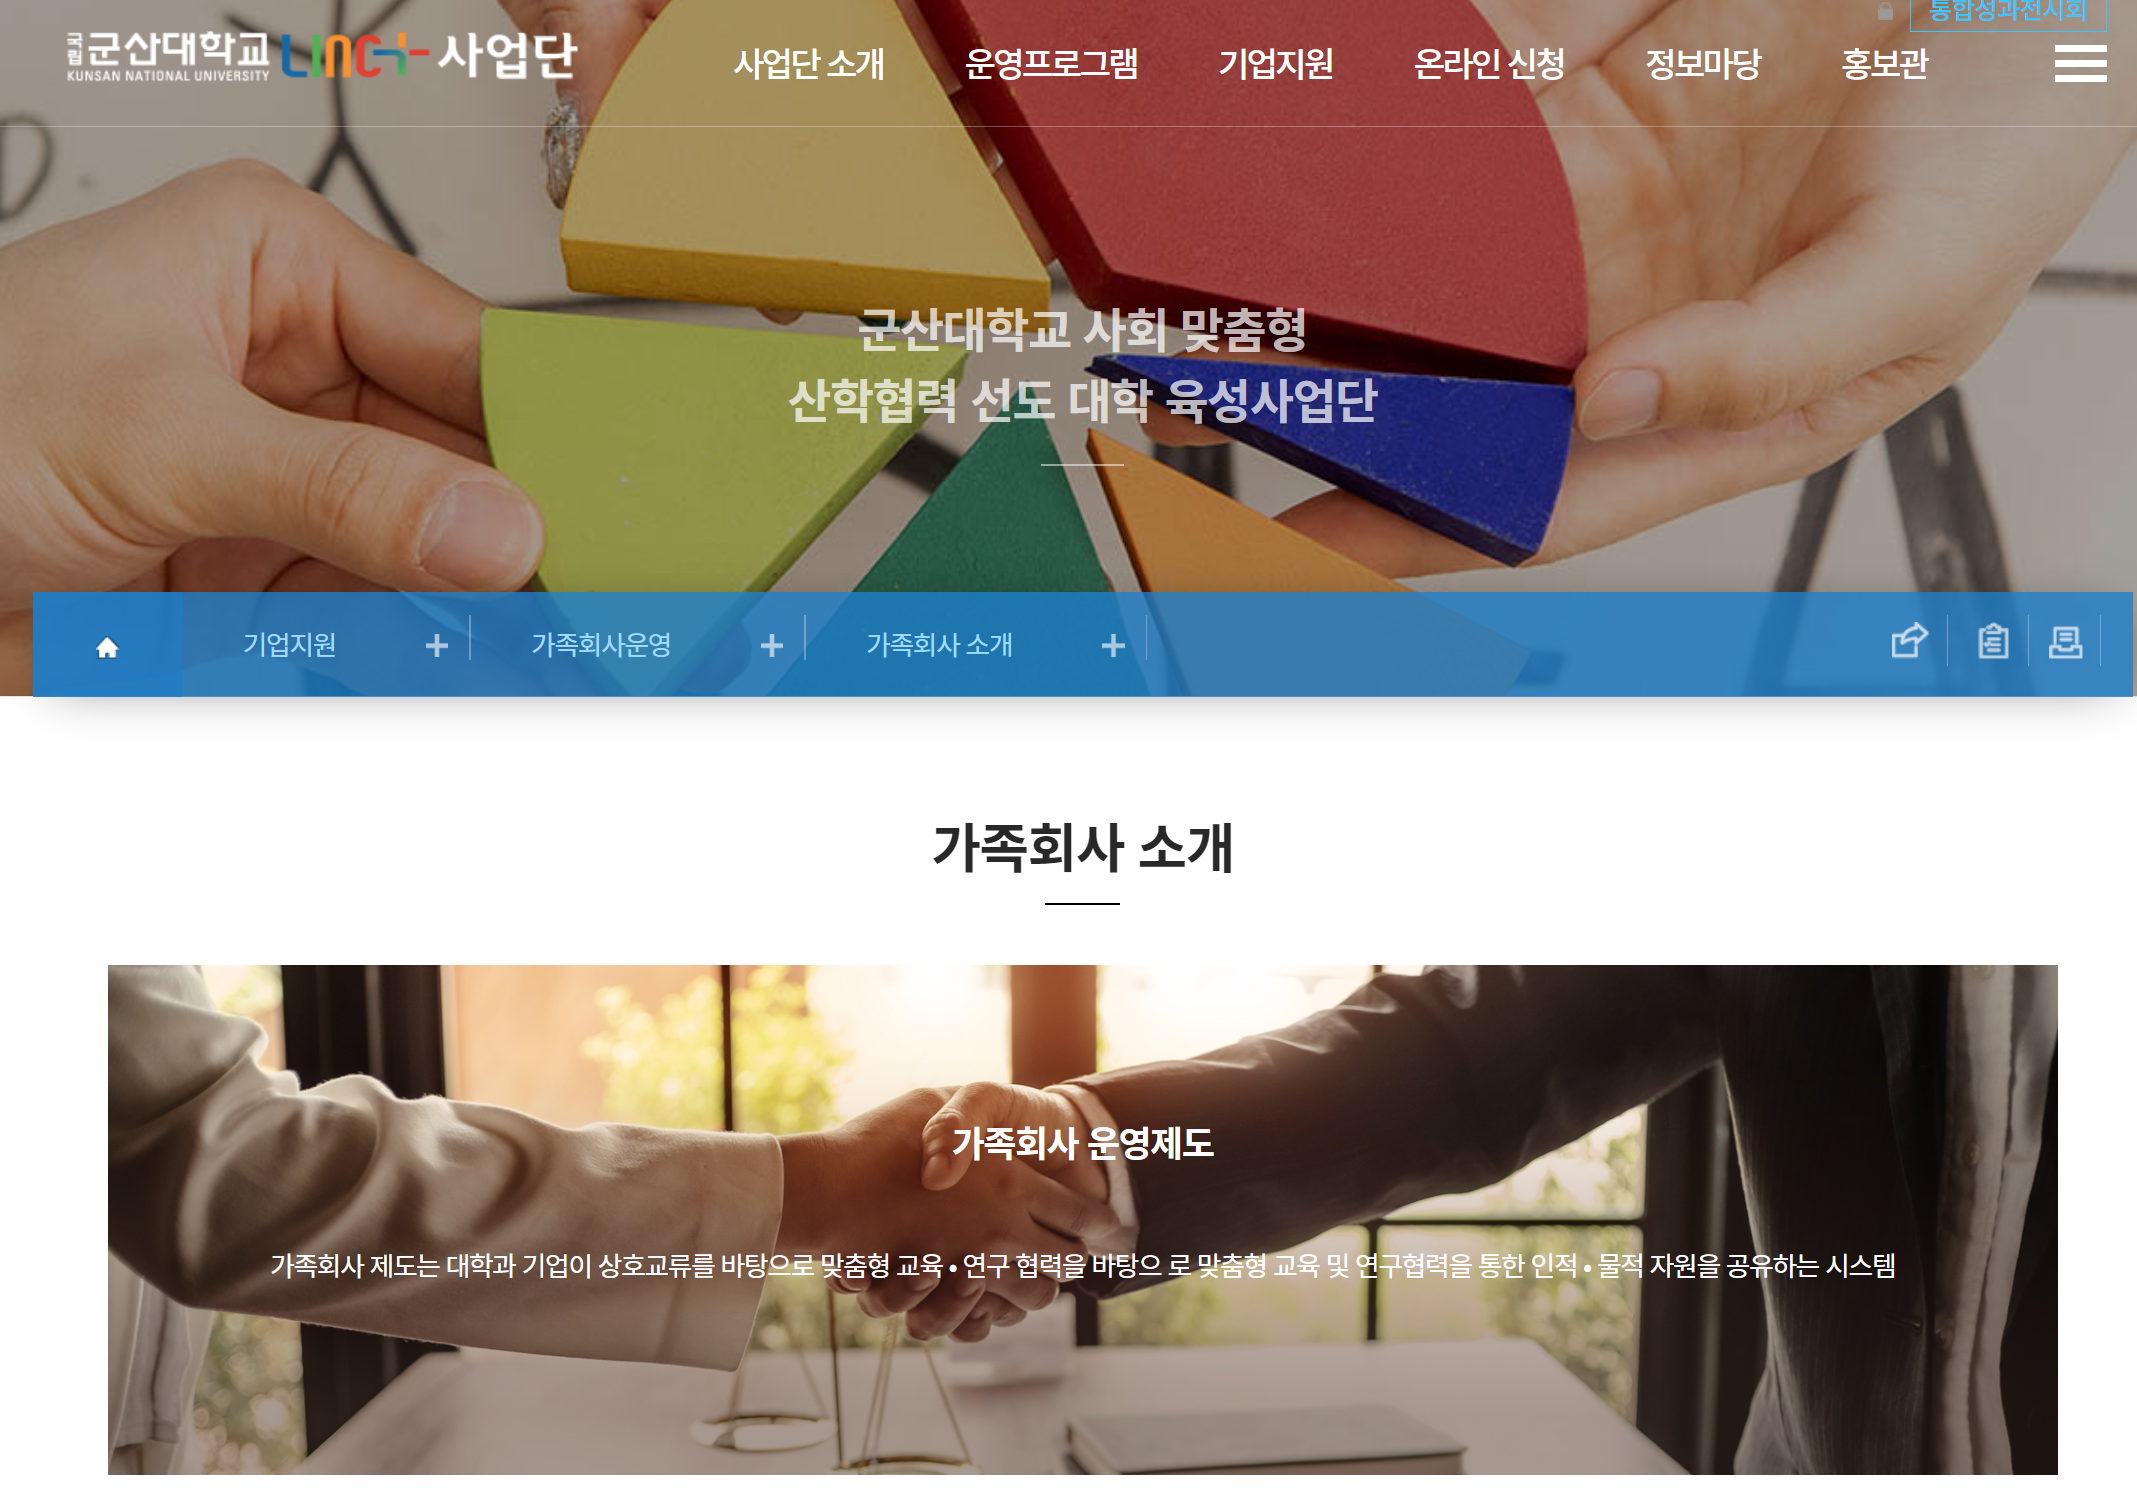 통합성과전시회
국립 군산대학교 LINC+ 사업단
KUNSAN NATIONAL UNIVERSITY
사업단 소개 운영프로그램 기업지원 온라인 신청 정보마당 홍보관
군산대학교 사회 맞춤형
산학협력 선도 대학 육성사업단
기업지원 가족회사운영 가족회사 소개
가족회사 소개
가족회사 운영제도
가족회사 제도는 대학과 기업이 상호교류를 바탕으로 맞춤형 교육 • 연구 협력을 바탕으 로 맞춤형 교육 및 연구협력을 통한 인적 • 물적 자원을 공유하는 시스템